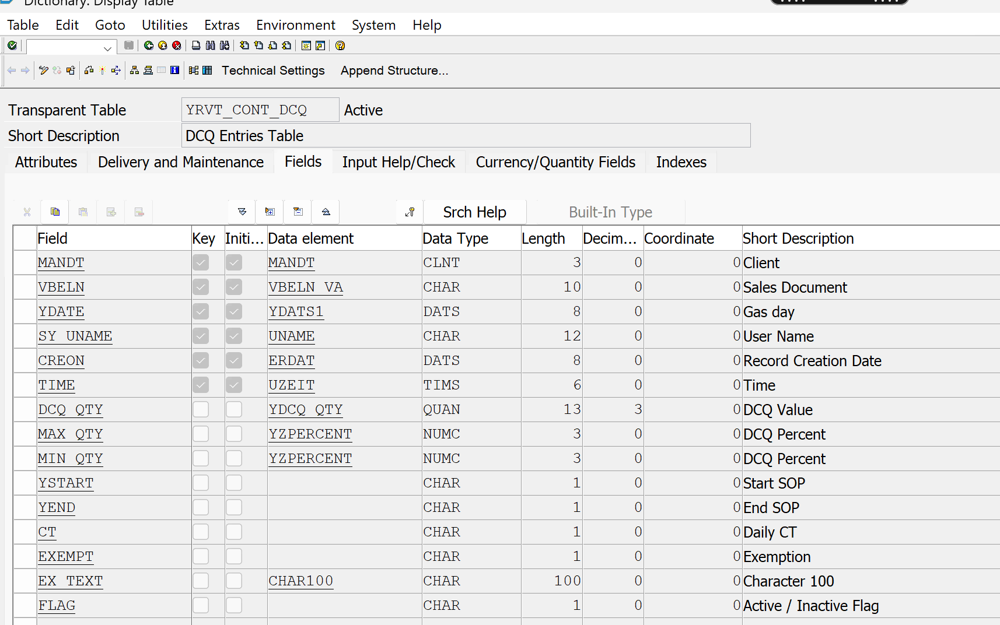 Dictionary: Display Table
Table Edit Goto Utilities Extras Environment System Help
Technical Settings Append Structure...
Transparent Table YRVT_CONT_DCQ Active
Short Description DCQ Entries Table
Attributes Delivery and Maintenance Fields Input Help/Check Currency/Quantity Fields Indexes
Srch Help Built-In Type
Field Key Initi... Data element Data Type Length Decim... Coordinate Short Description
MANDT MANDT CLNT 3 0 0 Client
VBELN VBELN_VA CHAR 10 0 0 Sales Document
YDATE YDATS1 DATS 8 0 0 Gas day
SY_UNAME UNAME CHAR 12 0 0 User Name
CREON ERDAT DATS 8 0 0 Record Creation Date
TIME UZEIT TIMS 6 0 0 Time
DCQ_QTY YDCQ_QTY QUAN 13 3 0 DCQ Value
MAX_QTY YZPERCENT NUMC 3 0 0 DCQ Percent
MIN_QTY YZPERCENT NUMC 3 0 0 DCQ Percent
YSTART CHAR 1 0 0 Start SOP
YEND CHAR 1 0 0 End SOP
CT CHAR 1 0 0 Daily CT
EXEMPT CHAR 1 0 0 Exemption
EX_TEXT CHAR100 CHAR 100 0 0 Character 100
FLAG CHAR 1 0 0 Active / Inactive Flag